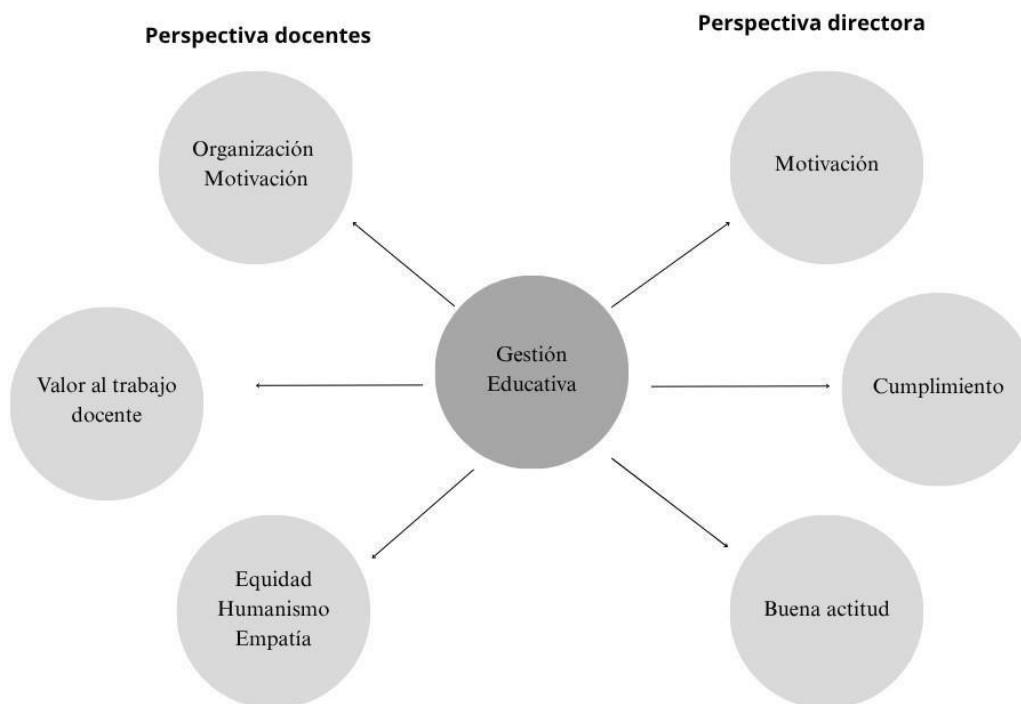 Perspectiva docentes
Perspectiva directora
Organización
Motivación
Motivación
Gestión
Educativa
Valor al trabajo
docente
Cumplimiento
Equidad
Humanismo
Empatía
Buena actitud